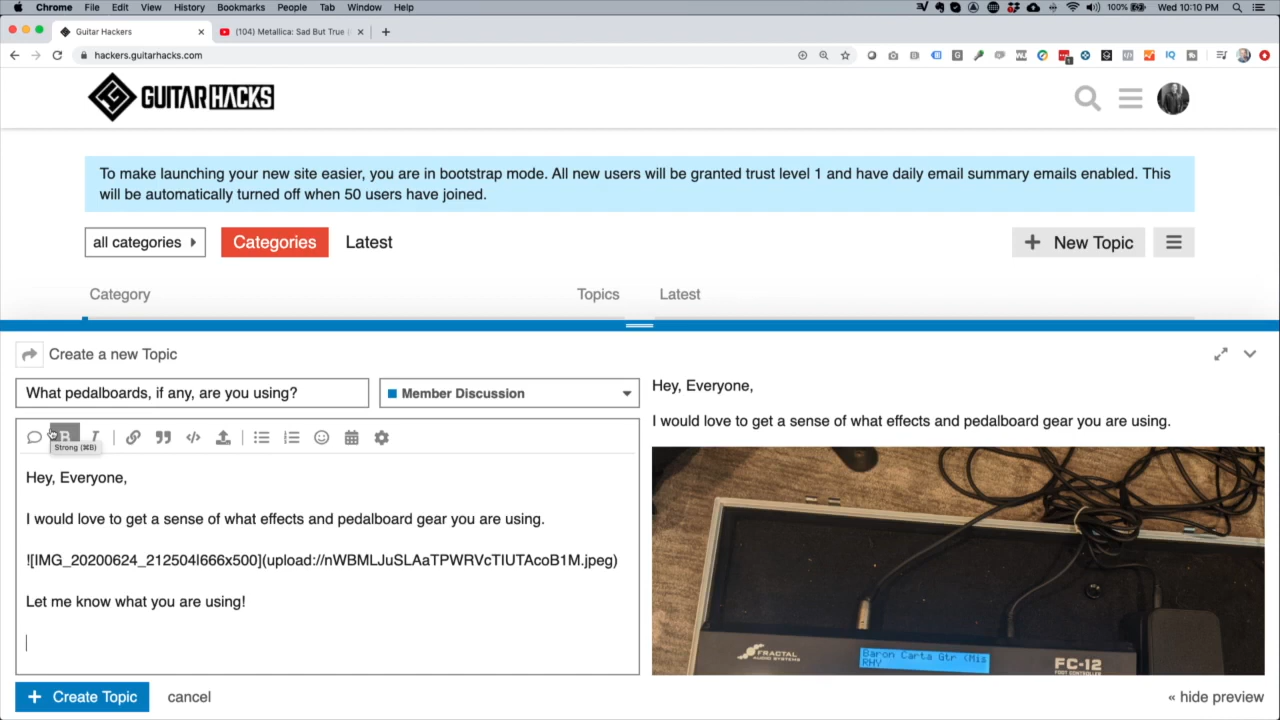 Chrome File Edit View History Bookmarks People Tab Window Help 100% Wed 10:10 PM
Guitar Hackers (104) Metallica: Sad But True
hackers.guitarhacks.com
GUITAR HACKS
To make launching your new site easier, you are in bootstrap mode. All new users will be granted trust level 1 and have daily email summary emails enabled. This
will be automatically turned off when 50 users have joined.
all categories Categories Latest + New Topic
Category Topics Latest
Create a new Topic
What pedalboards, if any, are you using? Member Discussion
B I
Strong (⌘B)
Hey, Everyone,
I would love to get a sense of what effects and pedalboard gear you are using.
![IMG_20200624_212504|666x500](upload://nWBMLJuSLAaTPWRVcTIUTAcoB1M.jpeg)
Let me know what you are using!
+ Create Topic cancel
Hey, Everyone,
I would love to get a sense of what effects and pedalboard gear you are using.
FRACTAL
AUDIO SYSTEMS
Baron Carta Gtr (Mis
RHY
FC-12
FOOT CONTROLLER
« hide preview